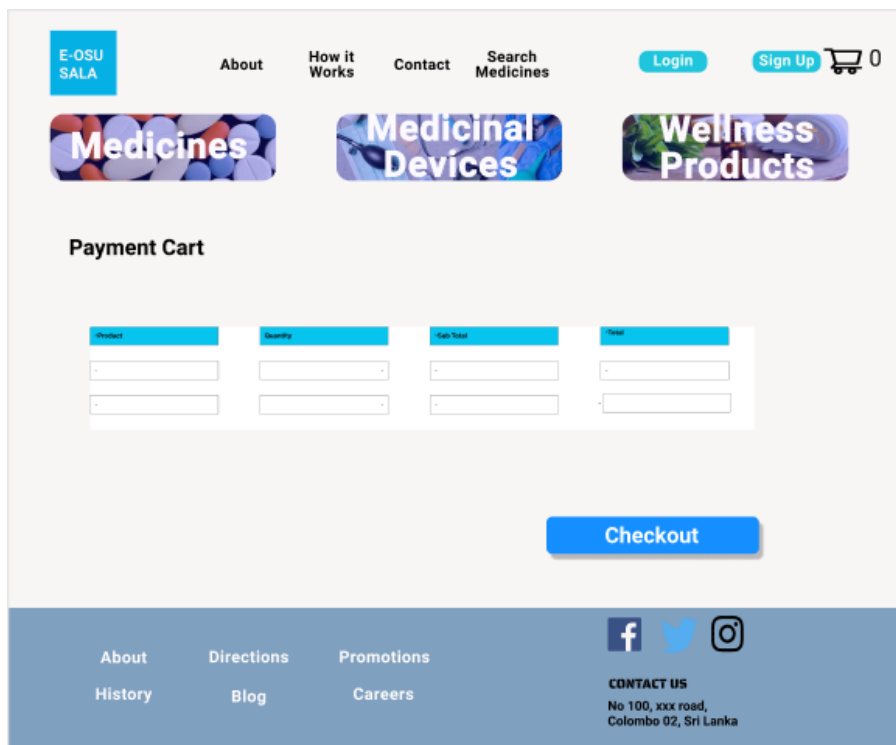 E-OSU
SALA
About
How it
Works
Contact
Search
Medicines
Login
Sign Up
0
Medicines
Medicinal
Devices
Wellness
Products
Payment Cart
-Product
Quantity
-Sub Total
-Total
-
-
-
-
-
-
-
-
Checkout
About
Directions
Promotions
History
Blog
Careers
CONTACT US
No 100, xxx road,
Colombo 02, Sri Lanka